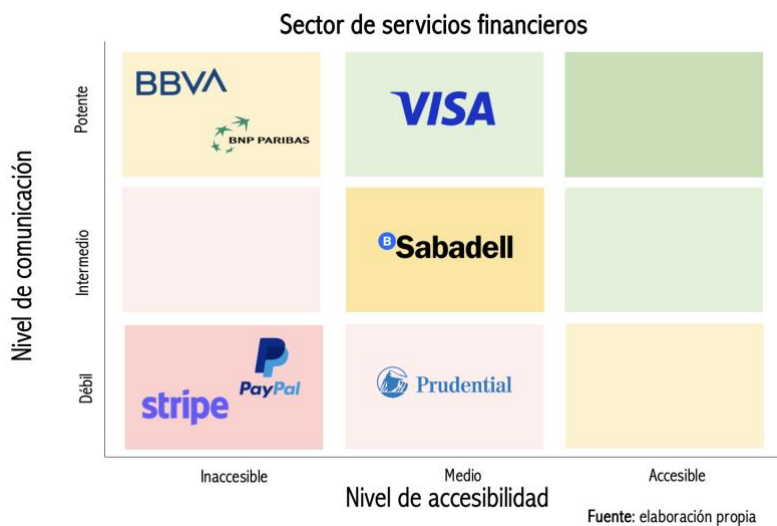 Sector de servicios financieros
Nivel de comunicación
Potente
BBVA
BNP PARIBAS
VISA
Intermedio
B Sabadell
Débil
PayPal
stripe
Prudential
Inaccesible
Medio
Accesible
Nivel de accesibilidad
Fuente: elaboración propia